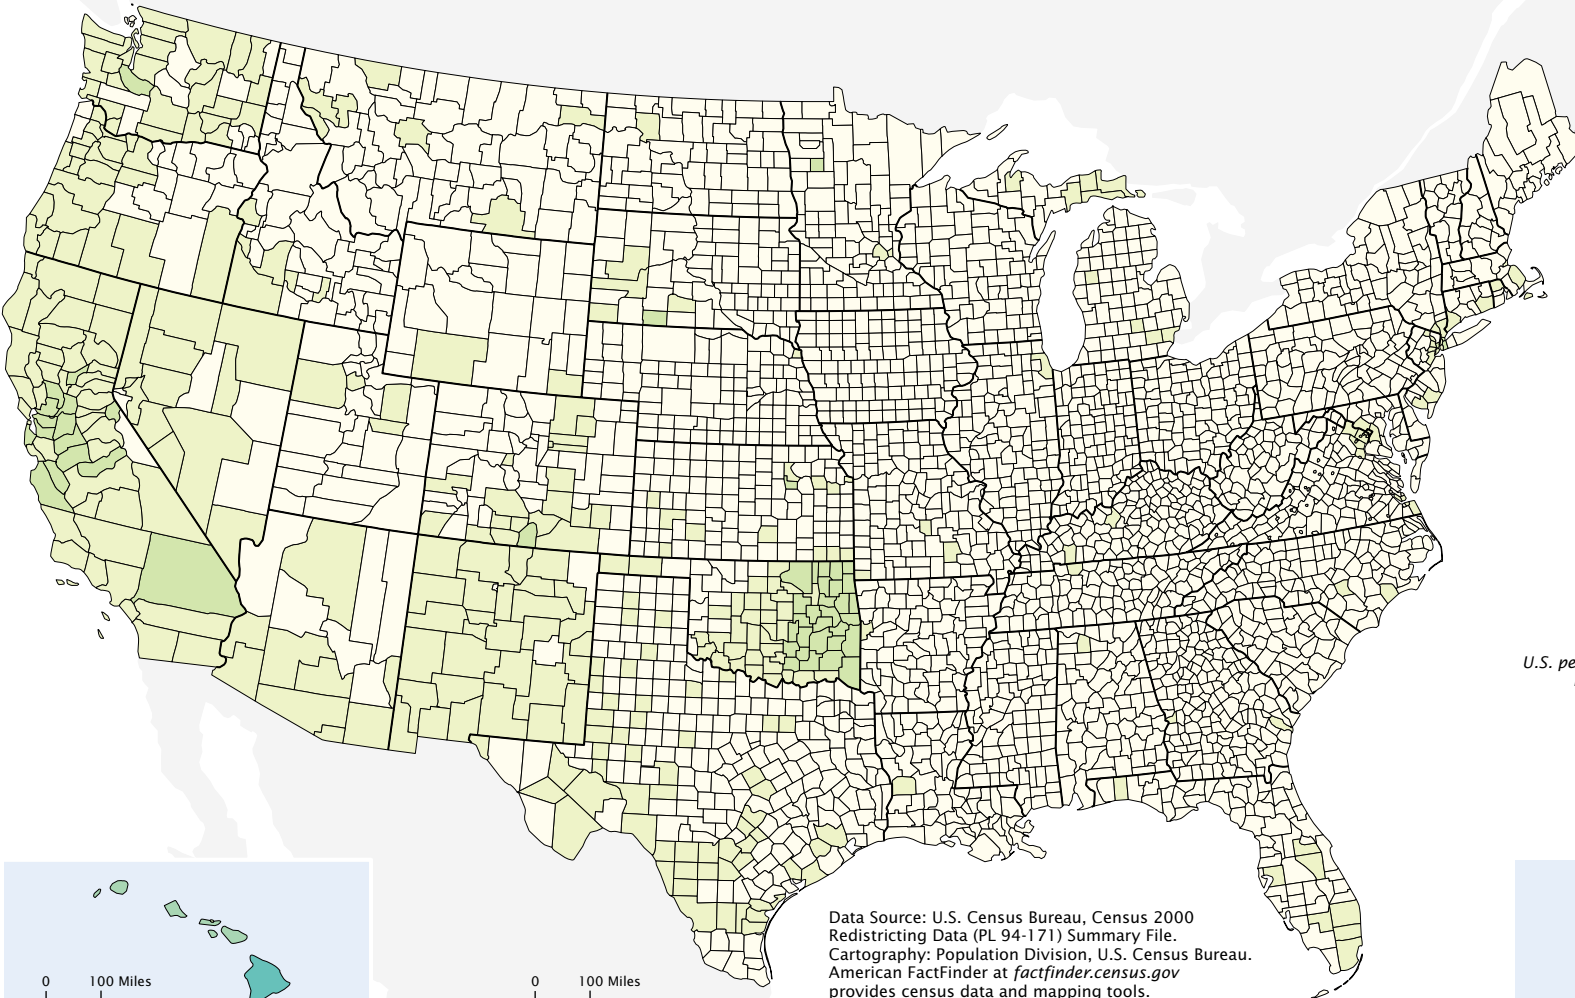 U.S. pe
Data Source: U.S. Census Bureau, Census 2000
Redistricting Data (PL 94-171) Summary File.
Cartography: Population Division, U.S. Census Bureau.
American FactFinder at factfinder.census.gov
provides census data and mapping tools.
0 100 Miles
0 100 Miles